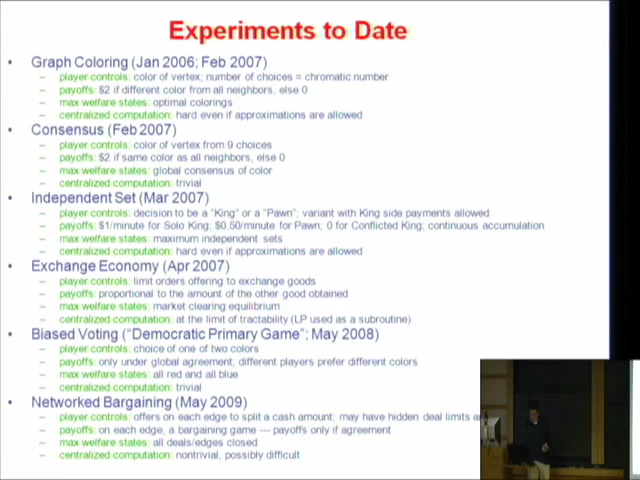 Experiments to Date
• Graph Coloring (Jan 2006; Feb 2007)
– player controls: color of vertex; number of choices = chromatic number
– payoffs: $2 if different color from all neighbors, else 0
– max welfare states: optimal colorings
– centralized computation: hard even if approximations are allowed
• Consensus (Feb 2007)
– player controls: color of vertex from 9 choices
– payoffs: $2 if same color as all neighbors, else 0
– max welfare states: global consensus of color
– centralized computation: trivial
• Independent Set (Mar 2007)
– player controls: decision to be a "King" or a "Pawn"; variant with King side payments allowed
– payoffs: $1/minute for Solo King; $0.50/minute for Pawn; 0 for Conflicted King; continuous accumulation
– max welfare states: maximum independent sets
– centralized computation: hard even if approximations are allowed
• Exchange Economy (Apr 2007)
– player controls: limit orders offering to exchange goods
– payoffs: proportional to the amount of the other good obtained
– max welfare states: market clearing equilibrium
– centralized computation: at the limit of tractability (LP used as a subroutine)
• Biased Voting ("Democratic Primary Game"; May 2008)
– player controls: choice of one of two colors
– payoffs: only under global agreement; different players prefer different colors
– max welfare states: all red and all blue
– centralized computation: trivial
• Networked Bargaining (May 2009)
– player controls: offers on each edge to split a cash amount; may have hidden deal limits
– payoffs: on each edge, a bargaining game --- payoffs only if agreement
– max welfare states: all deals/edges closed
– centralized computation: nontrivial, possibly difficult